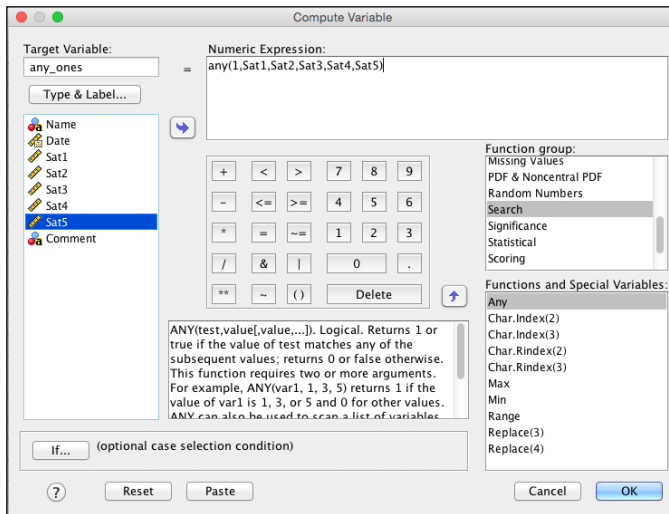 Compute Variable
Target Variable:
any_ones
=
Numeric Expression:
any(1,Sat1,Sat2,Sat3,Sat4,Sat5)
Type & Label...
Name
Date
Sat1
Sat2
Sat3
Sat4
Sat5
Comment
+ < > 7 8 9
- <= >= 4 5 6
* = ~= 1 2 3
/ & | 0 .
** ~ () Delete
Function group:
Missing Values
PDF & Noncentral PDF
Random Numbers
Search
Significance
Statistical
Scoring
Functions and Special Variables:
Any
Char.Index(2)
Char.Index(3)
Char.Rindex(2)
Char.Rindex(3)
Max
Min
Range
Replace(3)
Replace(4)
ANY(test,value[,value,...]). Logical. Returns 1 or
true if the value of test matches any of the
subsequent values; returns 0 or false otherwise.
This function requires two or more arguments.
For example, ANY(var1, 1, 3, 5) returns 1 if the
value of var1 is 1, 3, or 5 and 0 for other values.
ANY can also be used to scan a list of variables
If... (optional case selection condition)
? Reset Paste Cancel OK